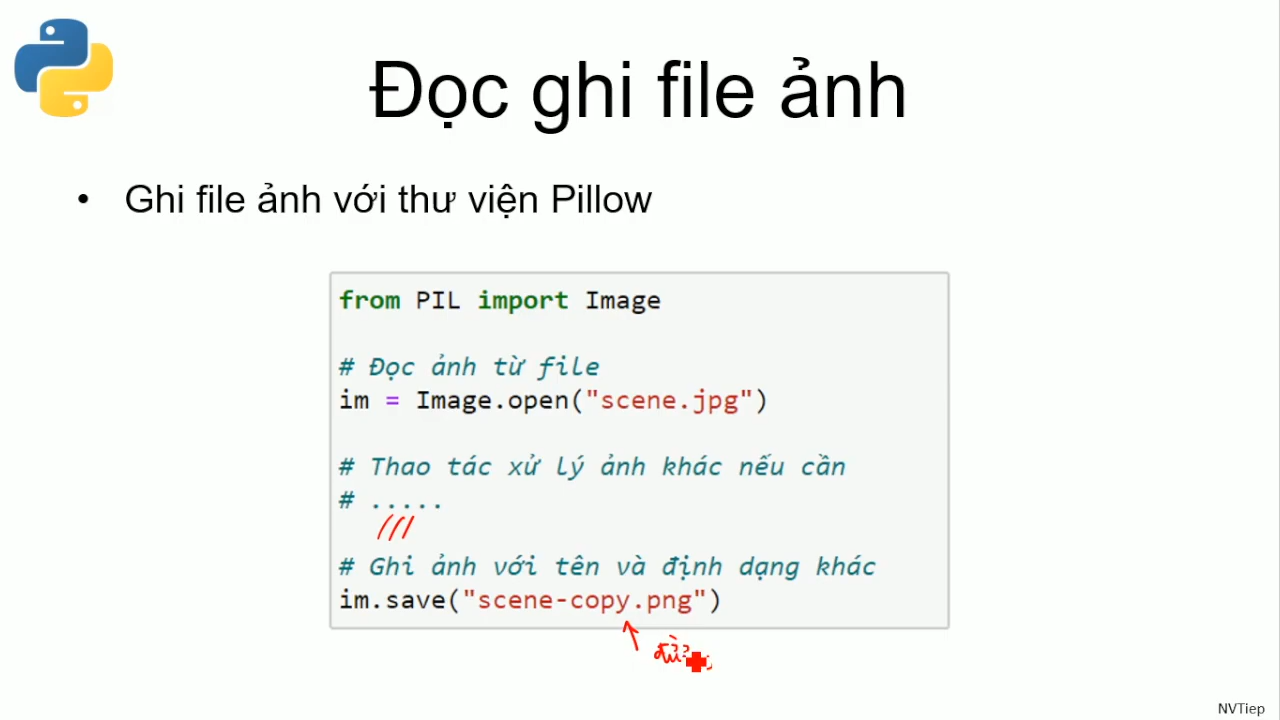 Đọc ghi file ảnh
• Ghi file ảnh với thư viện Pillow
from PIL import Image
# Đọc ảnh từ file
im = Image.open("scene.jpg")
# Thao tác xử lý ảnh khác nếu cần
# .....
# Ghi ảnh với tên và định dạng khác
im.save("scene-copy.png")
NVTiep